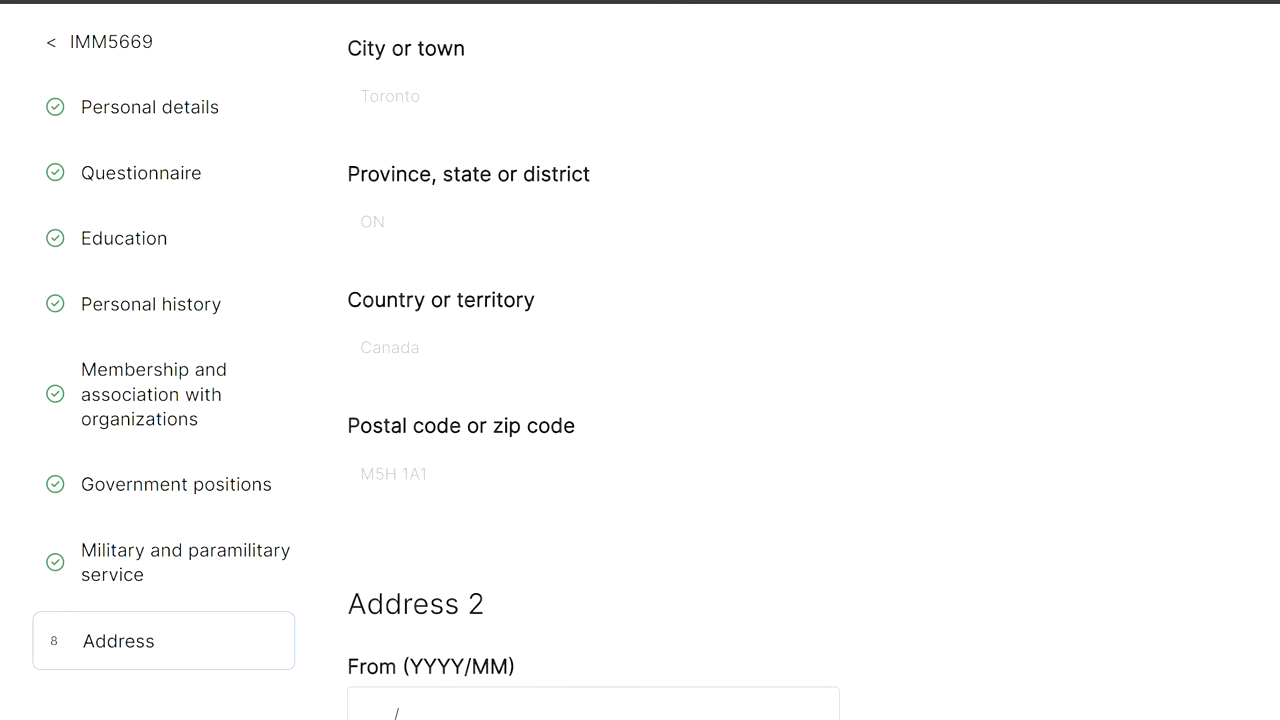 < IMM5669
Personal details
Questionnaire
Education
Personal history
Membership and
association with
organizations
Government positions
Military and paramilitary
service
8 Address
City or town
Toronto
Province, state or district
ON
Country or territory
Canada
Postal code or zip code
M5H 1A1
Address 2
From (YYYY/MM)
/